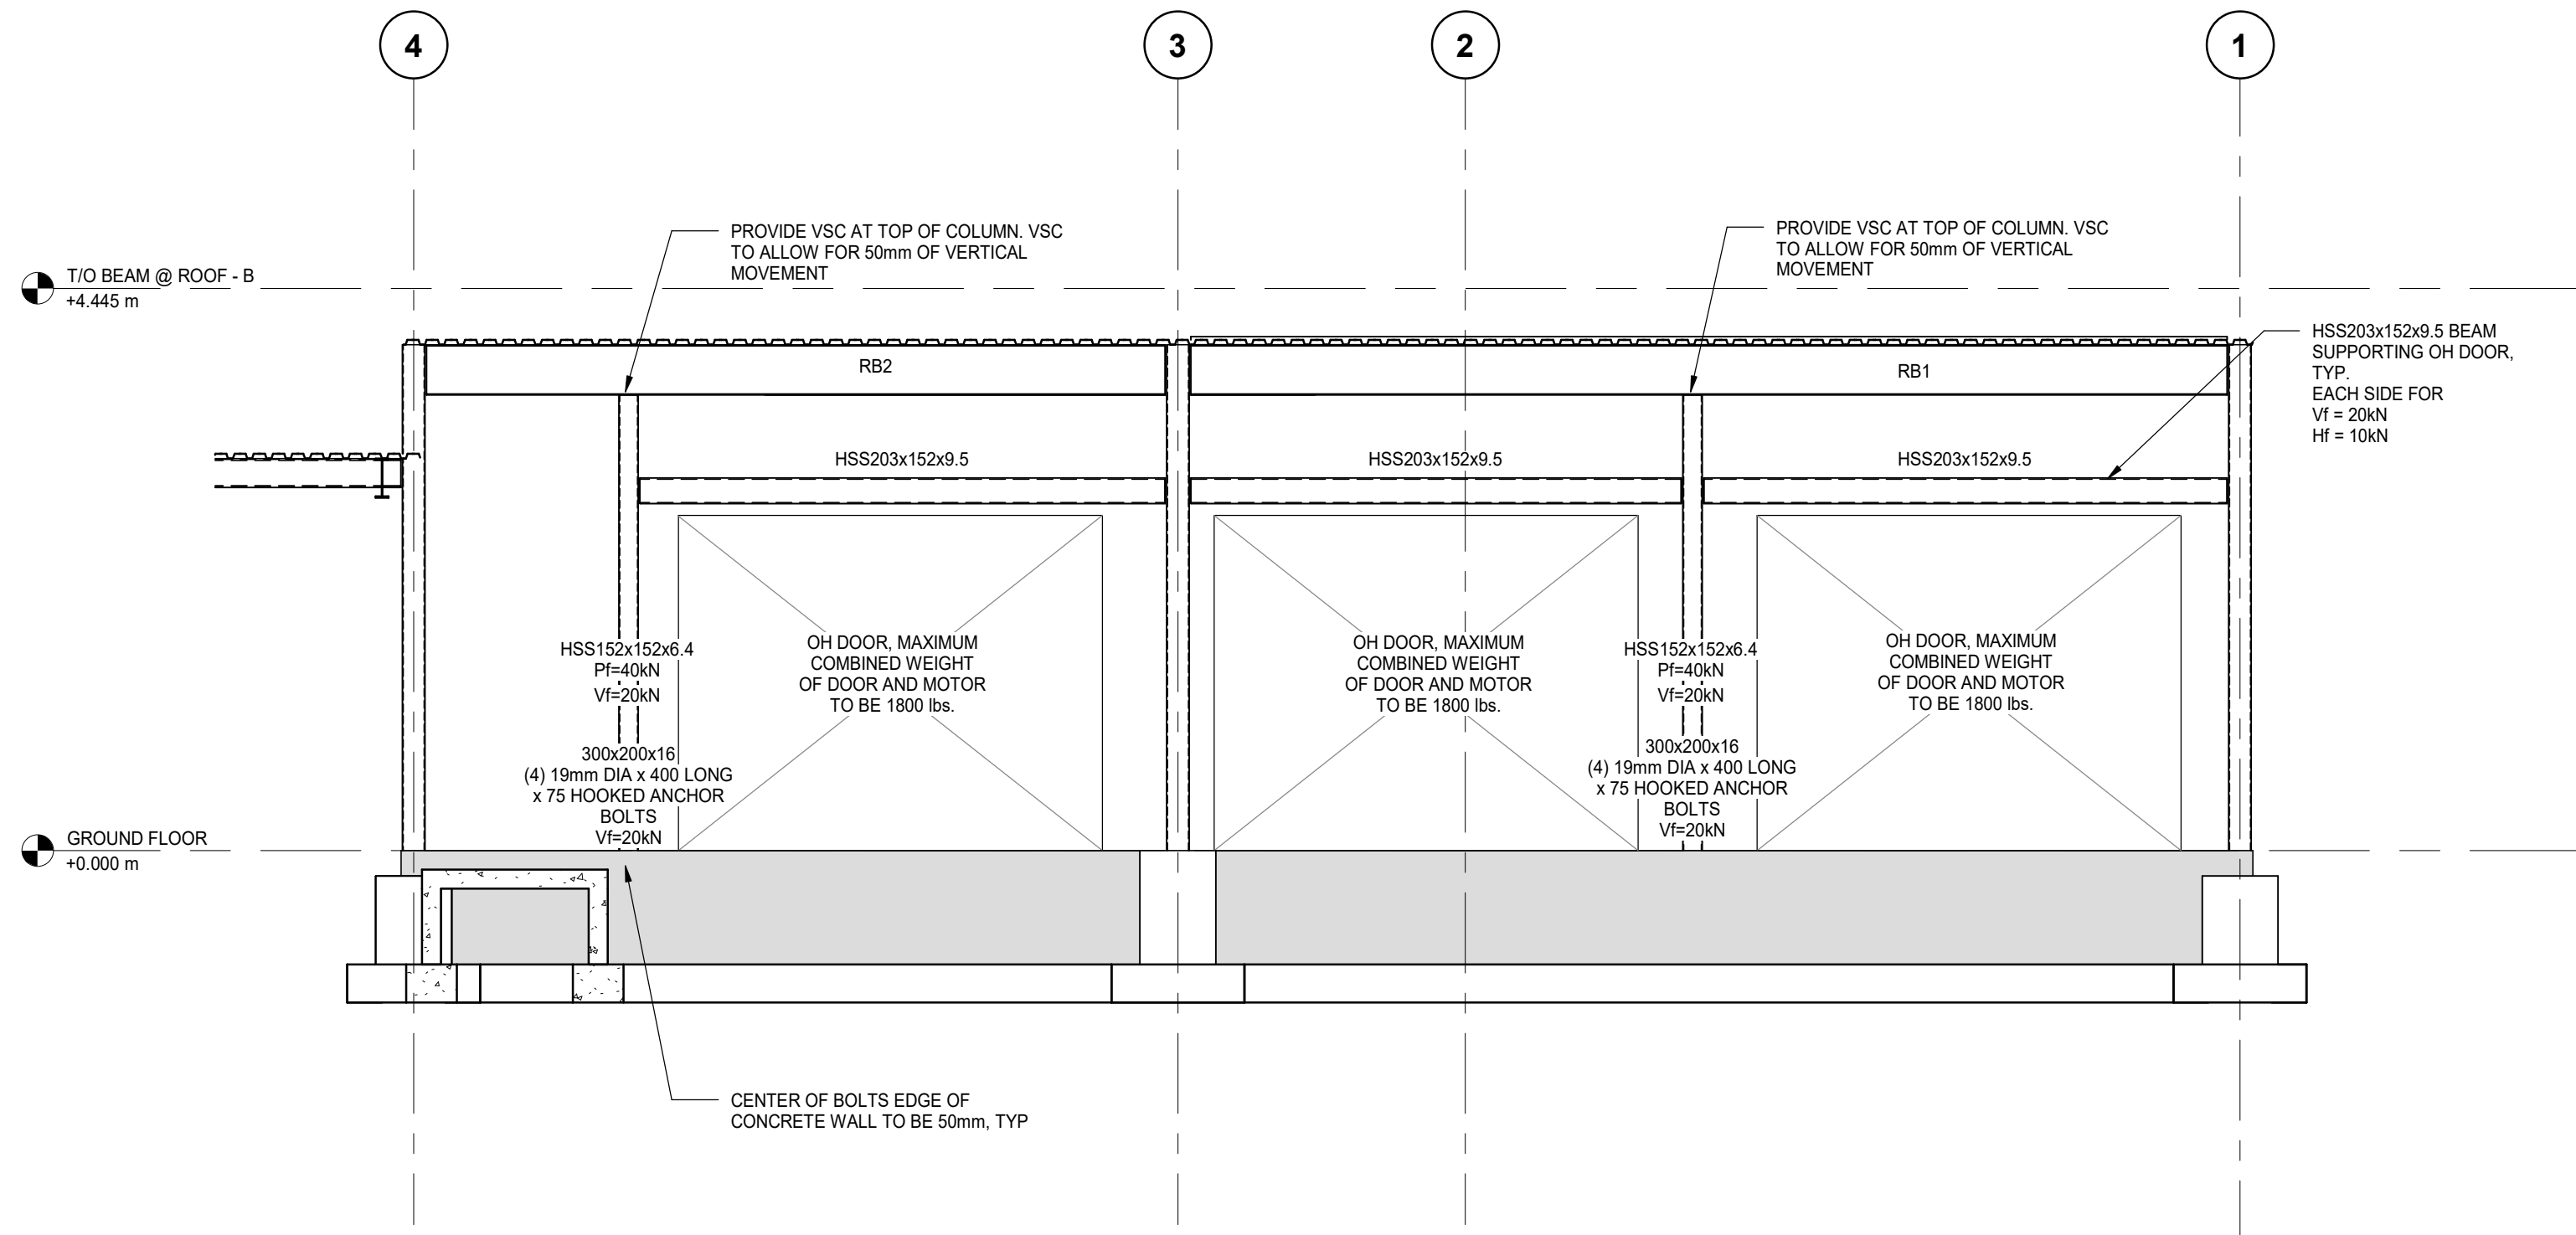 4
3
2
1
PROVIDE VSC AT TOP OF COLUMN. VSC
TO ALLOW FOR 50mm OF VERTICAL
MOVEMENT
PROVIDE VSC AT TOP OF COLUMN. VSC
TO ALLOW FOR 50mm OF VERTICAL
MOVEMENT
T/O BEAM @ ROOF - B
+4.445 m
HSS203x152x9.5 BEAM
SUPPORTING OH DOOR,
TYP.
EACH SIDE FOR
Vf = 20kN
Hf = 10kN
RB2
RB1
HSS203x152x9.5
HSS203x152x9.5
HSS203x152x9.5
HSS152x152x6.4
Pf=40kN
Vf=20kN
OH DOOR, MAXIMUM
COMBINED WEIGHT
OF DOOR AND MOTOR
TO BE 1800 lbs.
OH DOOR, MAXIMUM
COMBINED WEIGHT
OF DOOR AND MOTOR
TO BE 1800 lbs.
HSS152x152x6.4
Pf=40kN
Vf=20kN
OH DOOR, MAXIMUM
COMBINED WEIGHT
OF DOOR AND MOTOR
TO BE 1800 lbs.
300x200x16
(4) 19mm DIA x 400 LONG
x 75 HOOKED ANCHOR
BOLTS
Vf=20kN
300x200x16
(4) 19mm DIA x 400 LONG
x 75 HOOKED ANCHOR
BOLTS
Vf=20kN
GROUND FLOOR
+0.000 m
CENTER OF BOLTS EDGE OF
CONCRETE WALL TO BE 50mm, TYP